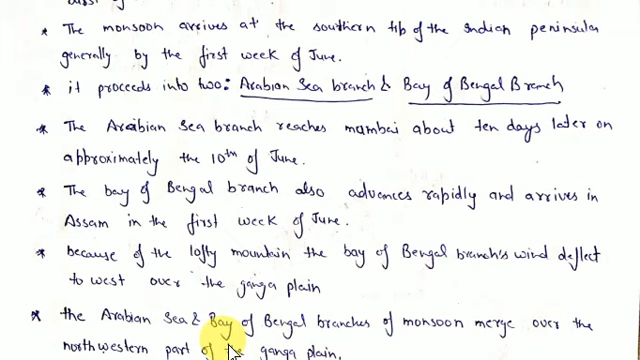 * The monsoon arrives at the southern tip of the Indian peninsular
generally by the first week of June.
* it proceeds into two: Arabian Sea branch & Bay of Bengal Branch
* The Arabian Sea branch reaches mumbai about ten days later on
approximately the 10th of June.
* The bay of Bengal branch also advances rapidly and arrives in
Assam in the first week of June.
* because of the lofty mountain the bay of Bengal branch's wind deflect
to west over the ganga plain
* the Arabian Sea & Bay of Bengal branches of monsoon merge over the
northwestern part of the ganga plain.